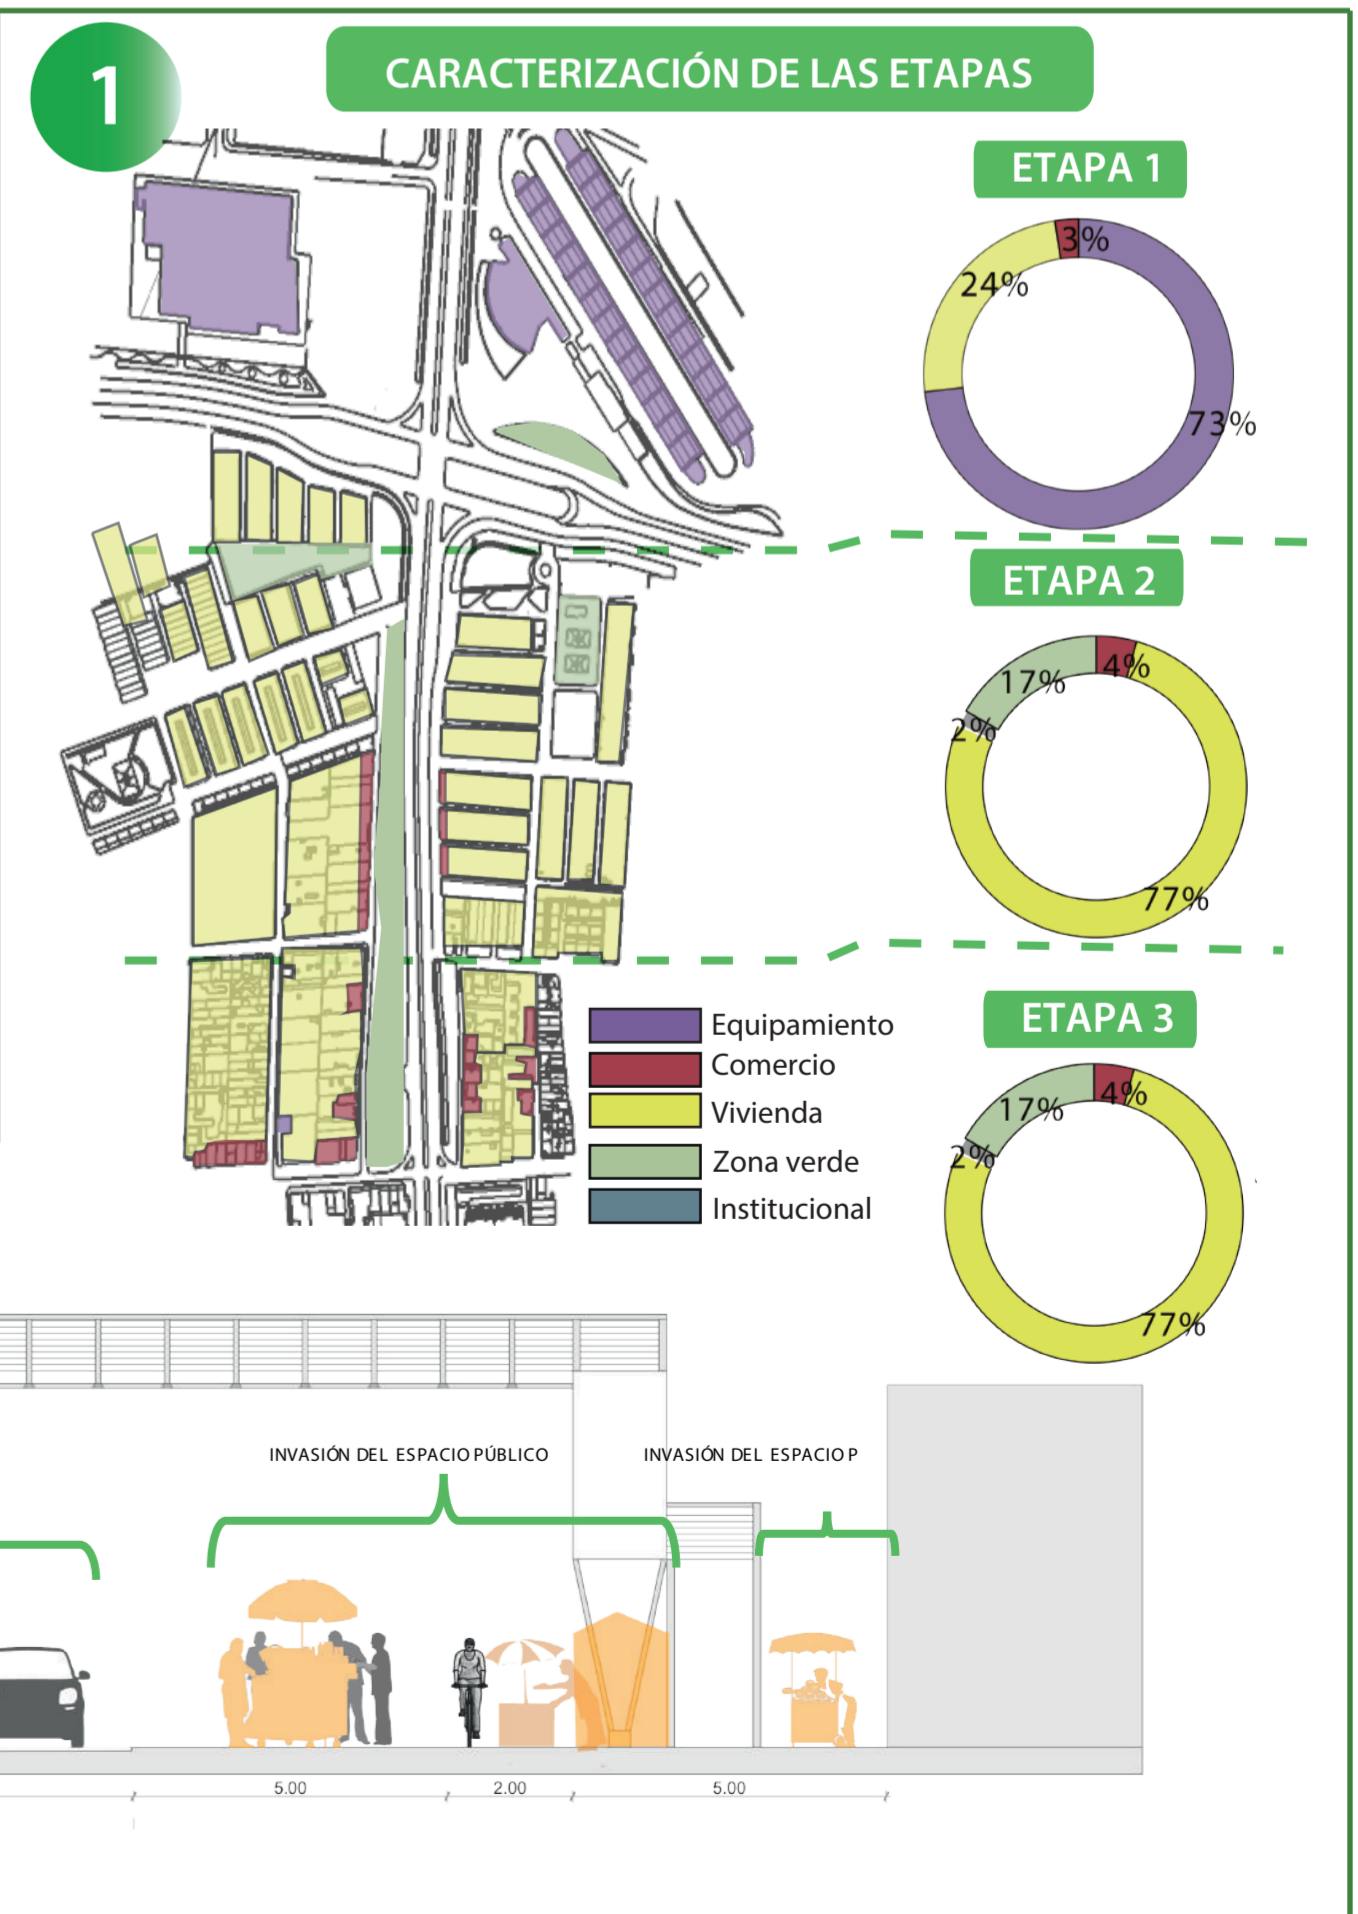 1
CARACTERIZACIÓN DE LAS ETAPAS
ETAPA 1
3%
24%
73%
ETAPA 2
4%
17%
2%
77%
Equipamiento
Comercio
Vivienda
Zona verde
Institucional
ETAPA 3
4%
17%
2%
77%
INVASIÓN DEL ESPACIO PÚBLICO
INVASIÓN DEL ESPACIO P
5.00
2.00
5.00